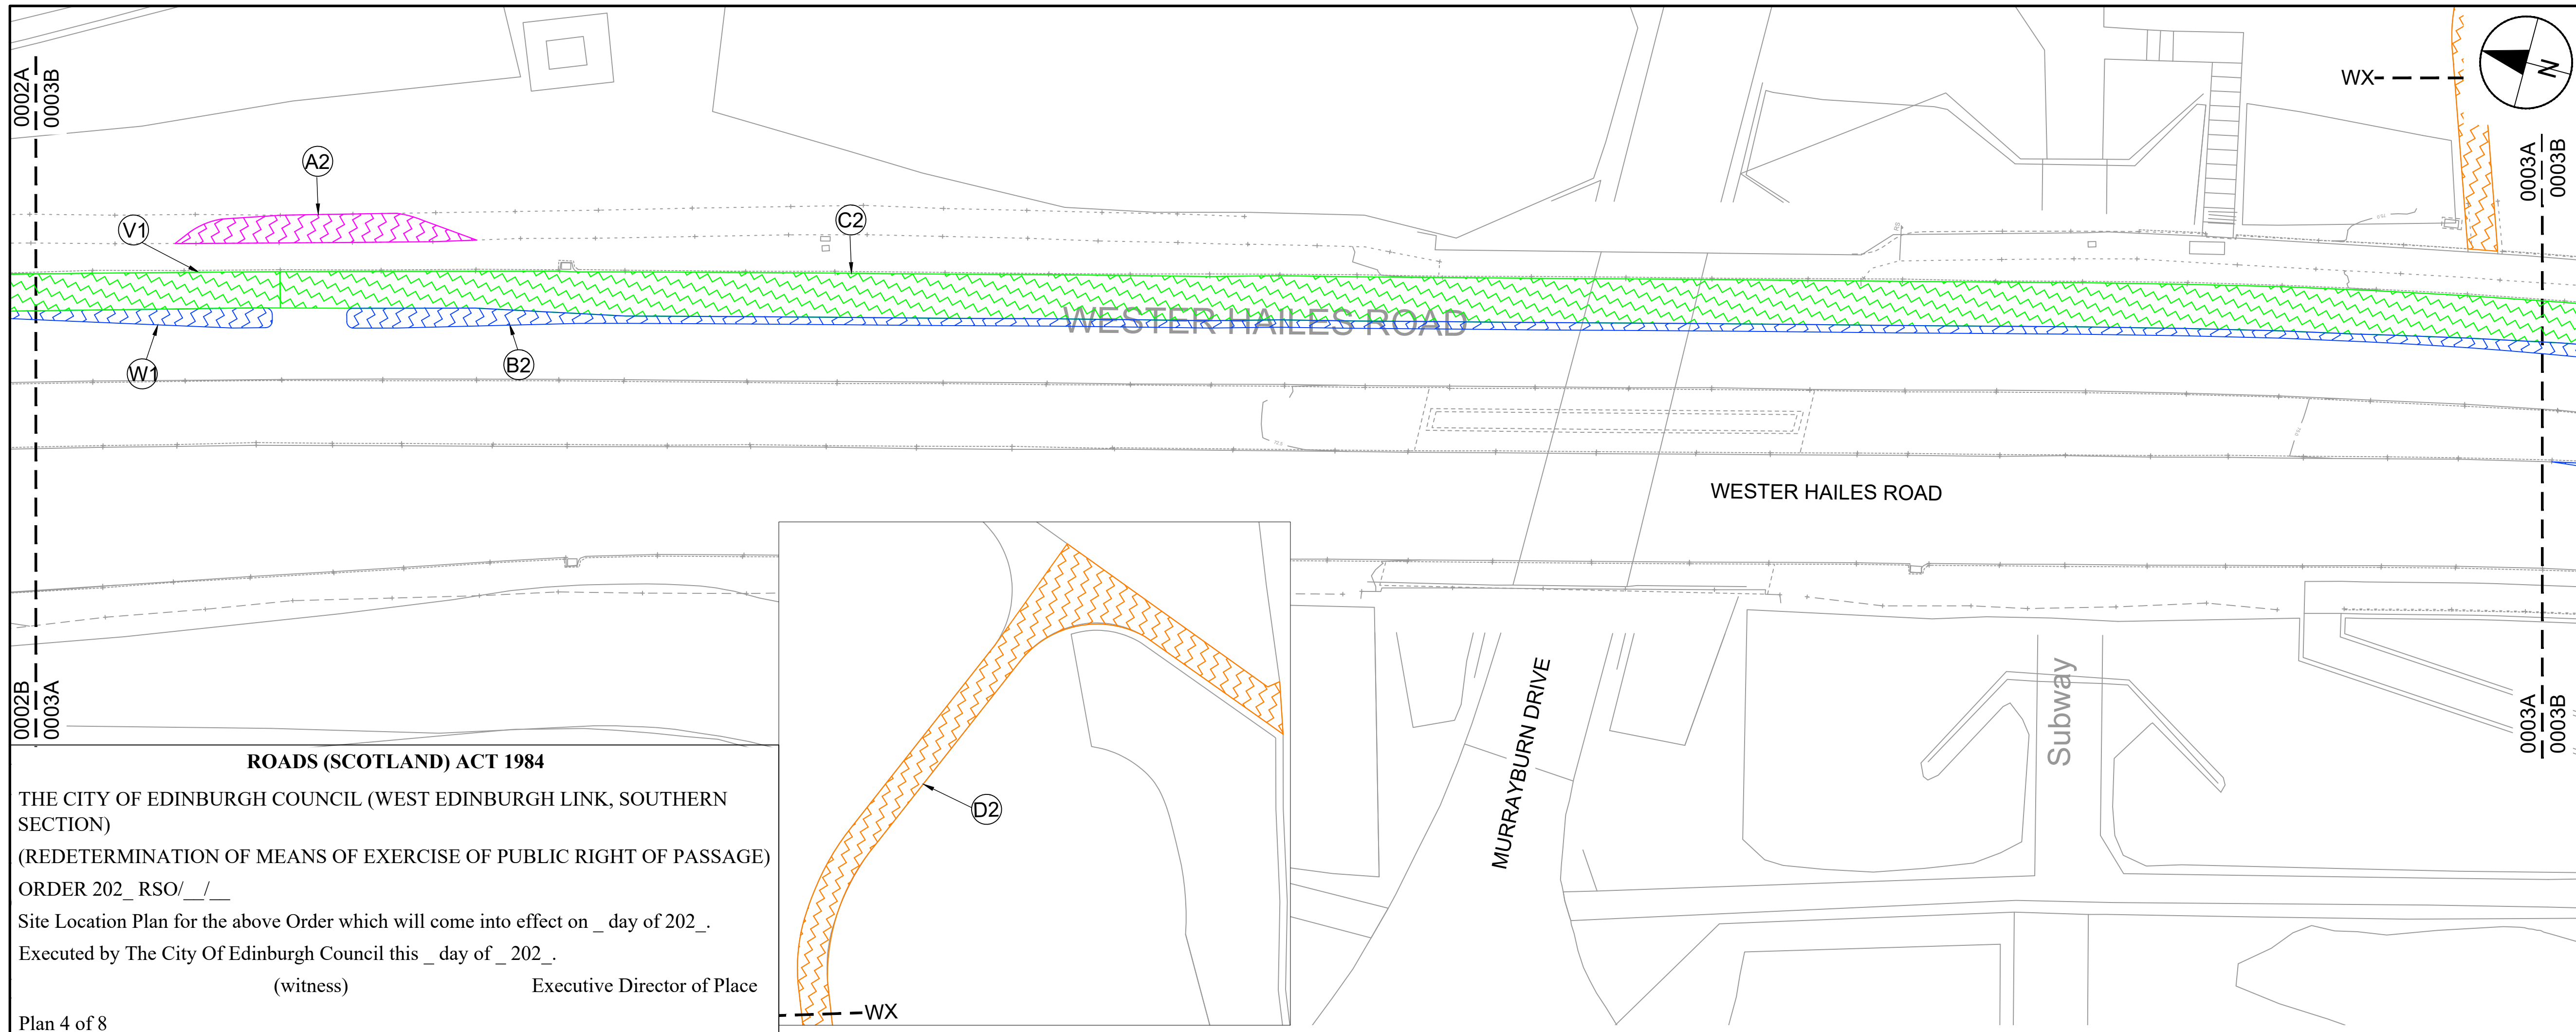 0002A
0003B
A2
V1
C2
W1
B2
WESTER HAILES ROAD
WX
N
0003A
0003B
WESTER HAILES ROAD
0002B
0003A
D2
WX
MURRAYBURN DRIVE
Subway
0003A
0003B
ROADS (SCOTLAND) ACT 1984
THE CITY OF EDINBURGH COUNCIL (WEST EDINBURGH LINK, SOUTHERN
SECTION)
(REDETERMINATION OF MEANS OF EXERCISE OF PUBLIC RIGHT OF PASSAGE)
ORDER 202_ RSO/__/__
Site Location Plan for the above Order which will come into effect on _ day of 202_.
Executed by The City Of Edinburgh Council this _ day of _ 202_.
(witness) Executive Director of Place
Plan 4 of 8